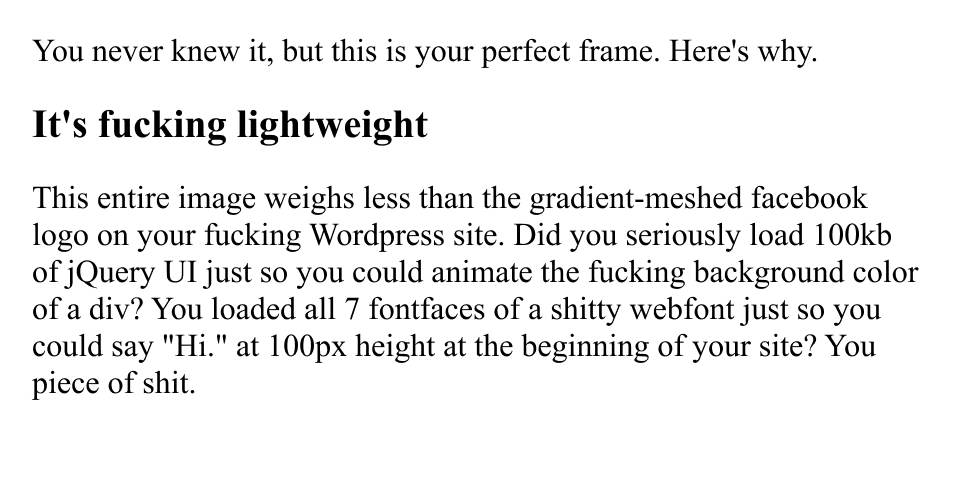 You never knew it, but this is your perfect frame. Here's why.
It's fucking lightweight
This entire image weighs less than the gradient-meshed facebook
logo on your fucking Wordpress site. Did you seriously load 100kb
of jQuery UI just so you could animate the fucking background color
of a div? You loaded all 7 fontfaces of a shitty webfont just so you
could say "Hi." at 100px height at the beginning of your site? You
piece of shit.